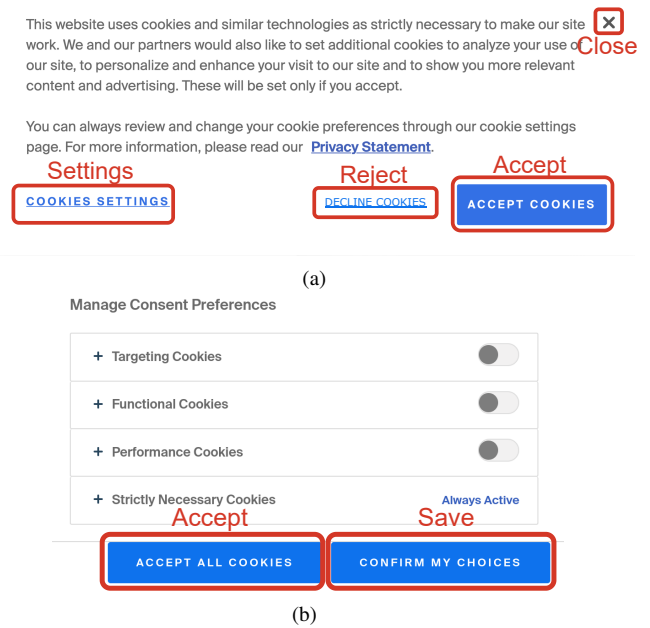 This website uses cookies and similar technologies as strictly necessary to make our site
work. We and our partners would also like to set additional cookies to analyze your use of
our site, to personalize and enhance your visit to our site and to show you more relevant
content and advertising. These will be set only if you accept.
Close
You can always review and change your cookie preferences through our cookie settings
page. For more information, please read our Privacy Statement.
Settings Reject Accept
COOKIES SETTINGS DECLINE COOKIES ACCEPT COOKIES
(a)
Manage Consent Preferences
+ Targeting Cookies
+ Functional Cookies
+ Performance Cookies
+ Strictly Necessary Cookies Always Active
Accept Save
ACCEPT ALL COOKIES CONFIRM MY CHOICES
(b)